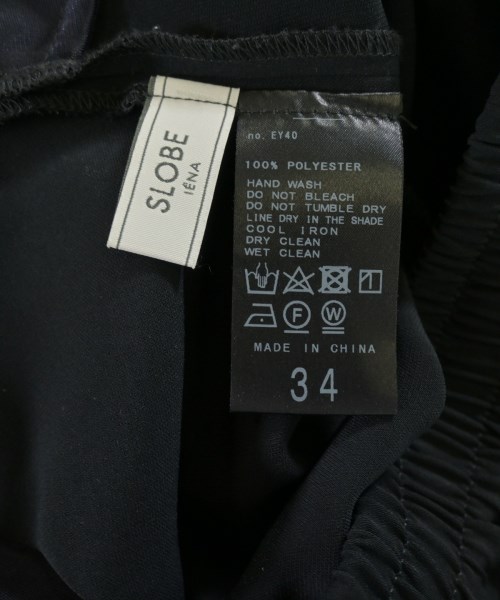 SLOBE
IÉNA
no. EY40
100% POLYESTER
HAND WASH
DO NOT BLEACH
DO NOT TUMBLE DRY
LINE DRY IN THE SHADE
COOL IRON
DRY CLEAN
WET CLEAN
F W
MADE IN CHINA
34